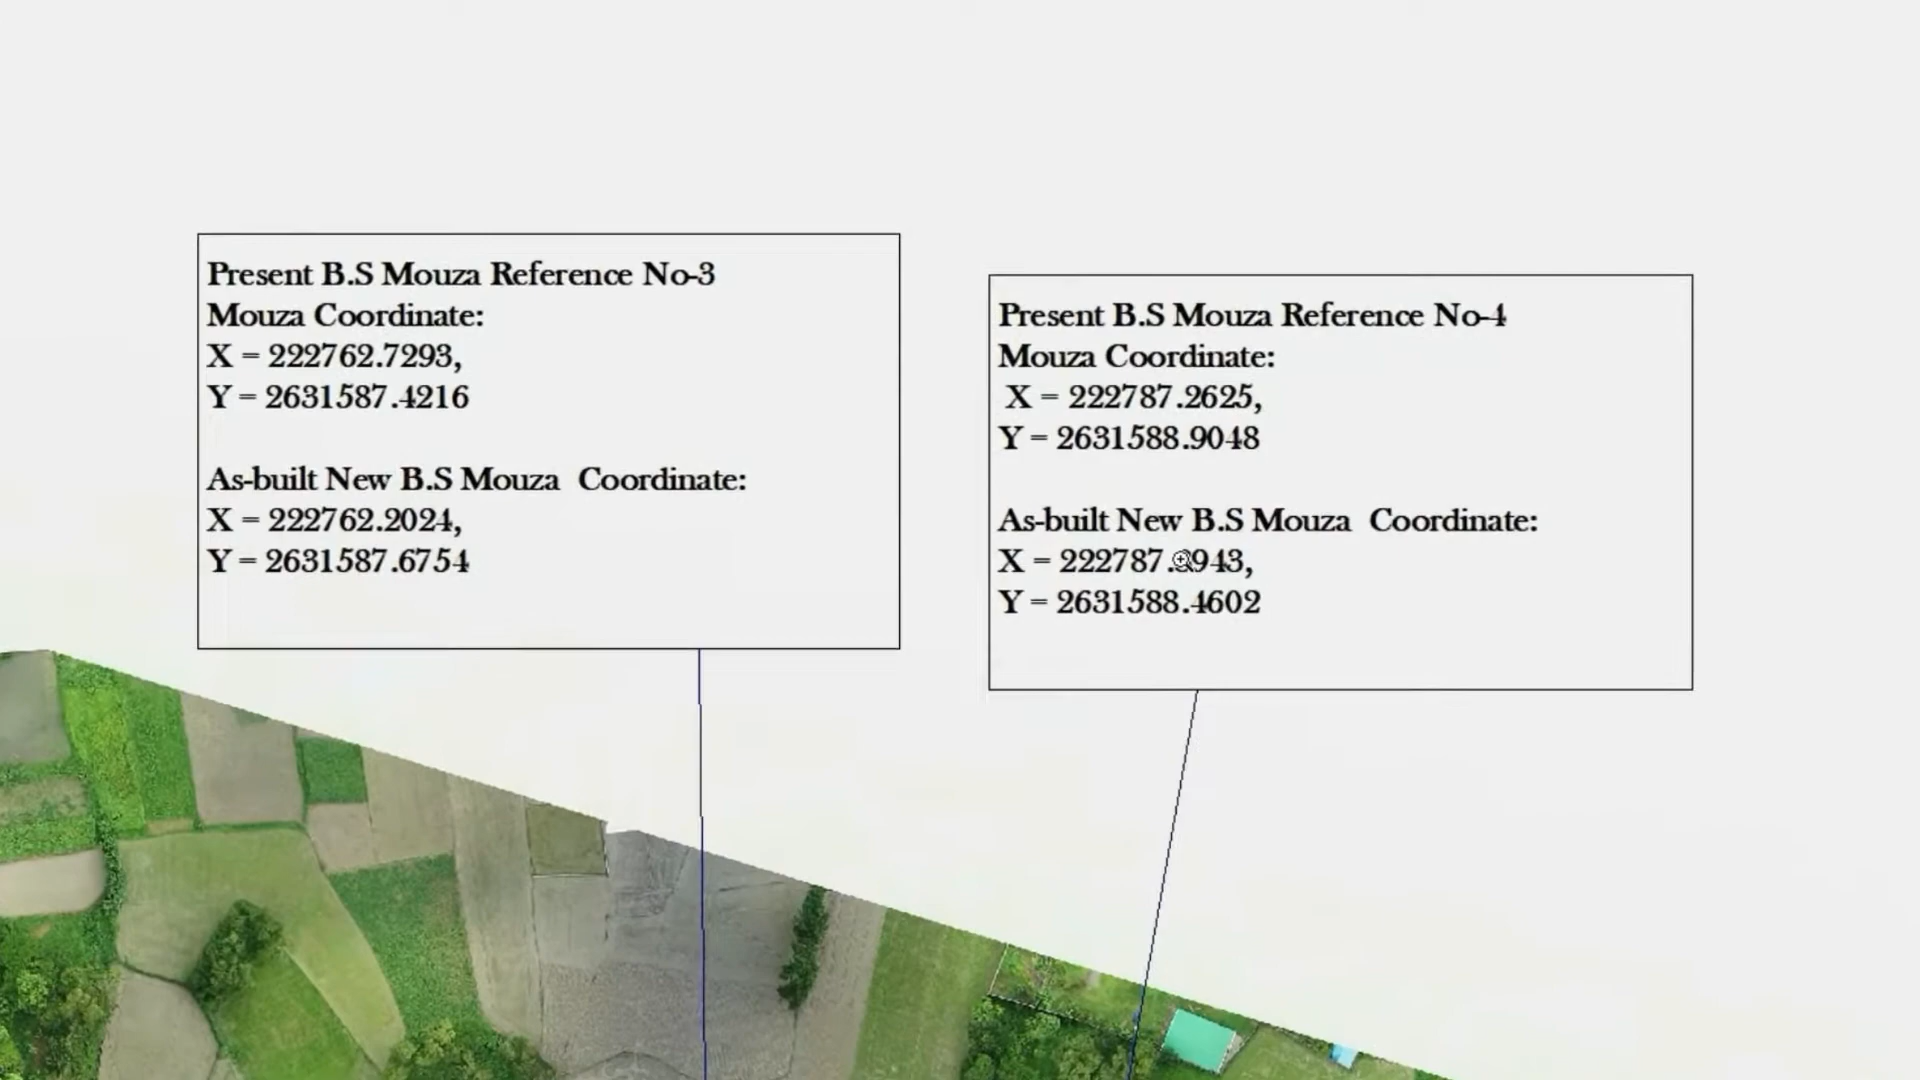 Present B.S Mouza Reference No-3
Mouza Coordinate:
X = 222762.7293,
Y = 2631587.4216
As-built New B.S Mouza Coordinate:
X = 222762.2024,
Y = 2631587.6754
Present B.S Mouza Reference No-4
Mouza Coordinate:
X = 222787.2625,
Y = 2631588.9048
As-built New B.S Mouza Coordinate:
X =
Y = 2631588.4602